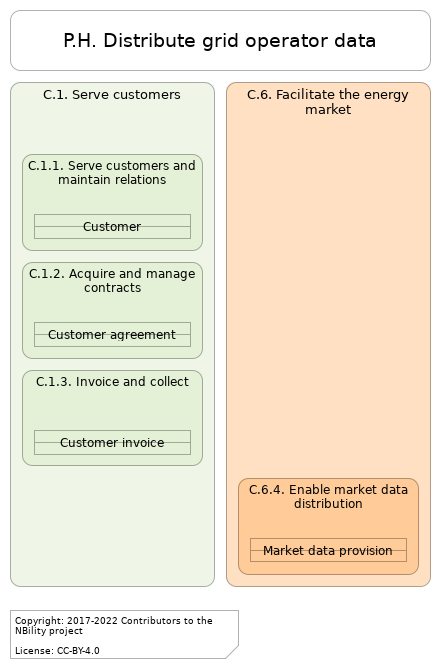 P.H. Distribute grid operator data
C.1. Serve customers
C.1.1. Serve customers and
maintain relations
Customer
C.1.2. Acquire and manage
contracts
Customer agreement
C.1.3. Invoice and collect
Customer invoice
C.6. Facilitate the energy
market
C.6.4. Enable market data
distribution
Market data provision
Copyright: 2017-2022 Contributors to the
NBility project
License: CC-BY-4.0